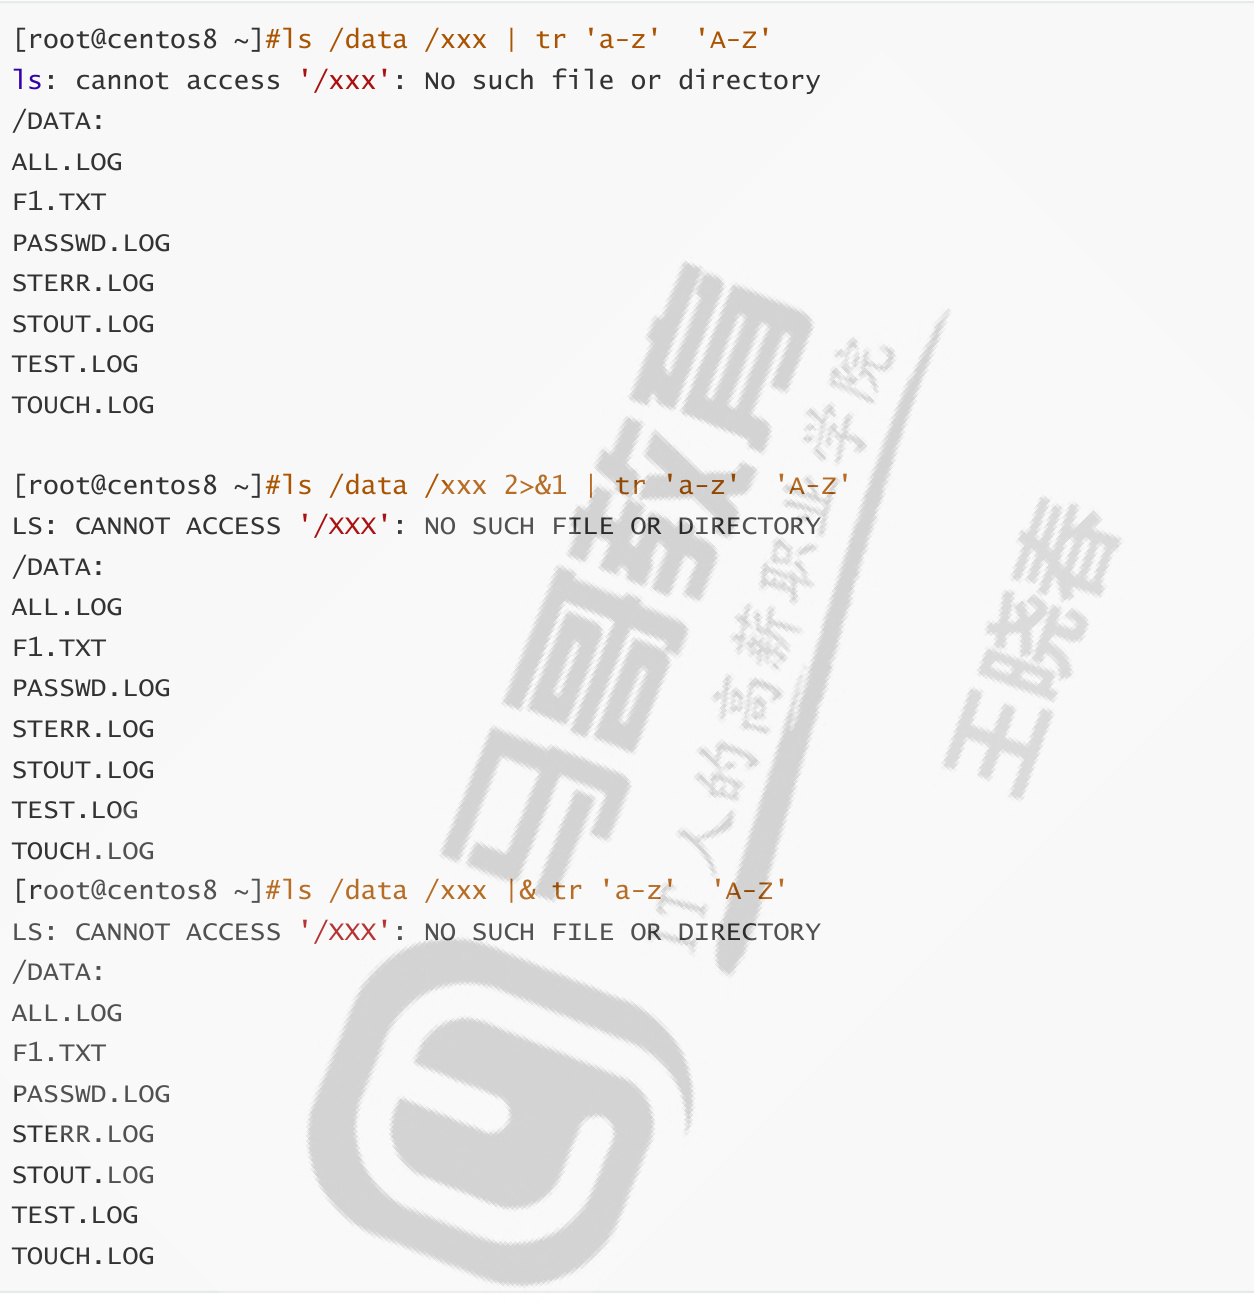 [root@centos8 ~]#ls /data /xxx | tr 'a-z'  'A-Z'
ls: cannot access '/xxx': No such file or directory
/DATA:
ALL.LOG
F1.TXT
PASSWD.LOG
STERR.LOG
STOUT.LOG
TEST.LOG
TOUCH.LOG
[root@centos8 ~]#ls /data /xxx 2>&1 | tr 'a-z'  'A-Z'
LS: CANNOT ACCESS '/XXX': NO SUCH FILE OR DIRECTORY
/DATA:
ALL.LOG
F1.TXT
PASSWD.LOG
STERR.LOG
STOUT.LOG
TEST.LOG
TOUCH.LOG
[root@centos8 ~]#ls /data /xxx |& tr 'a-z'  'A-Z'
LS: CANNOT ACCESS '/XXX': NO SUCH FILE OR DIRECTORY
/DATA:
ALL.LOG
F1.TXT
PASSWD.LOG
STERR.LOG
STOUT.LOG
TEST.LOG
TOUCH.LOG
马哥教育
IT人的高薪职业学院
王晓春